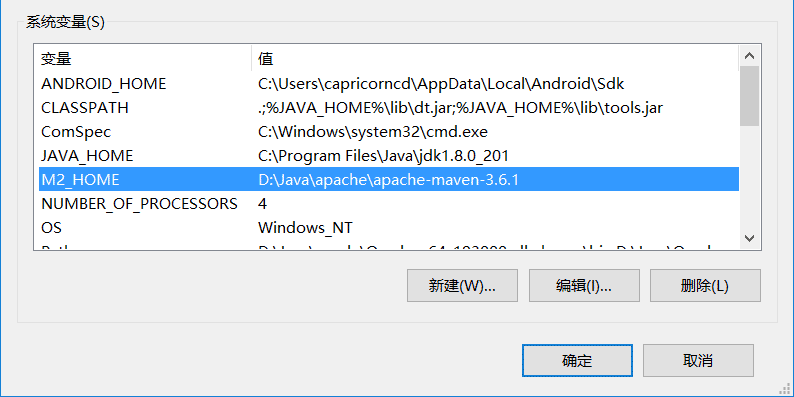 系统变量(S)
变量 值
ANDROID_HOME C:\Users\capricorncd\AppData\Local\Android\Sdk
CLASSPATH .;%JAVA_HOME%\lib\dt.jar;%JAVA_HOME%\lib\tools.jar
ComSpec C:\Windows\system32\cmd.exe
JAVA_HOME C:\Program Files\Java\jdk1.8.0_201
M2_HOME D:\Java\apache\apache-maven-3.6.1
NUMBER_OF_PROCESSORS 4
OS Windows_NT
新建(W)... 编辑(I)... 删除(L)
确定 取消